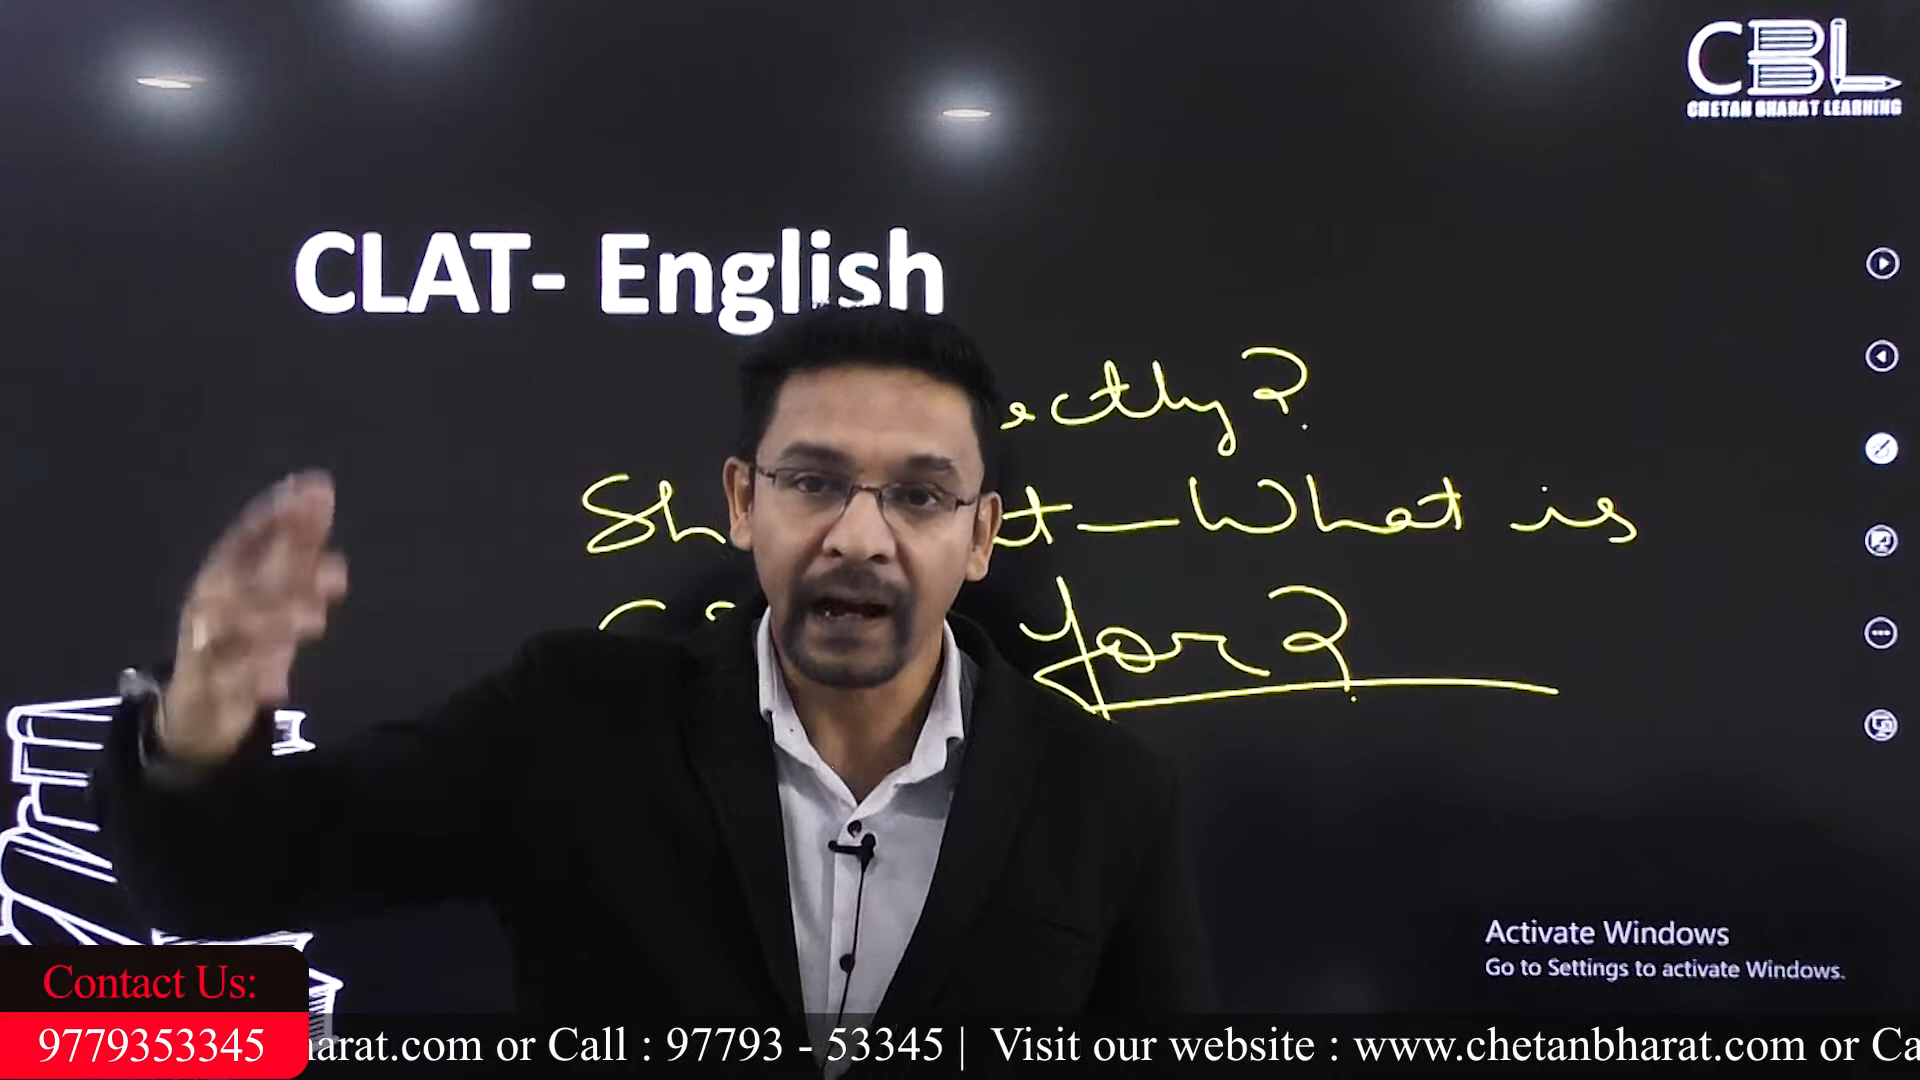 CBL
CHETAN BHARAT LEARNING
CLAT- English
ectly?
Sh t — What is
for?
Activate Windows
Go to Settings to activate Windows.
Contact Us:
9779353345
arat.com or Call : 97793 - 53345 | Visit our website : www.chetanbharat.com or Ca